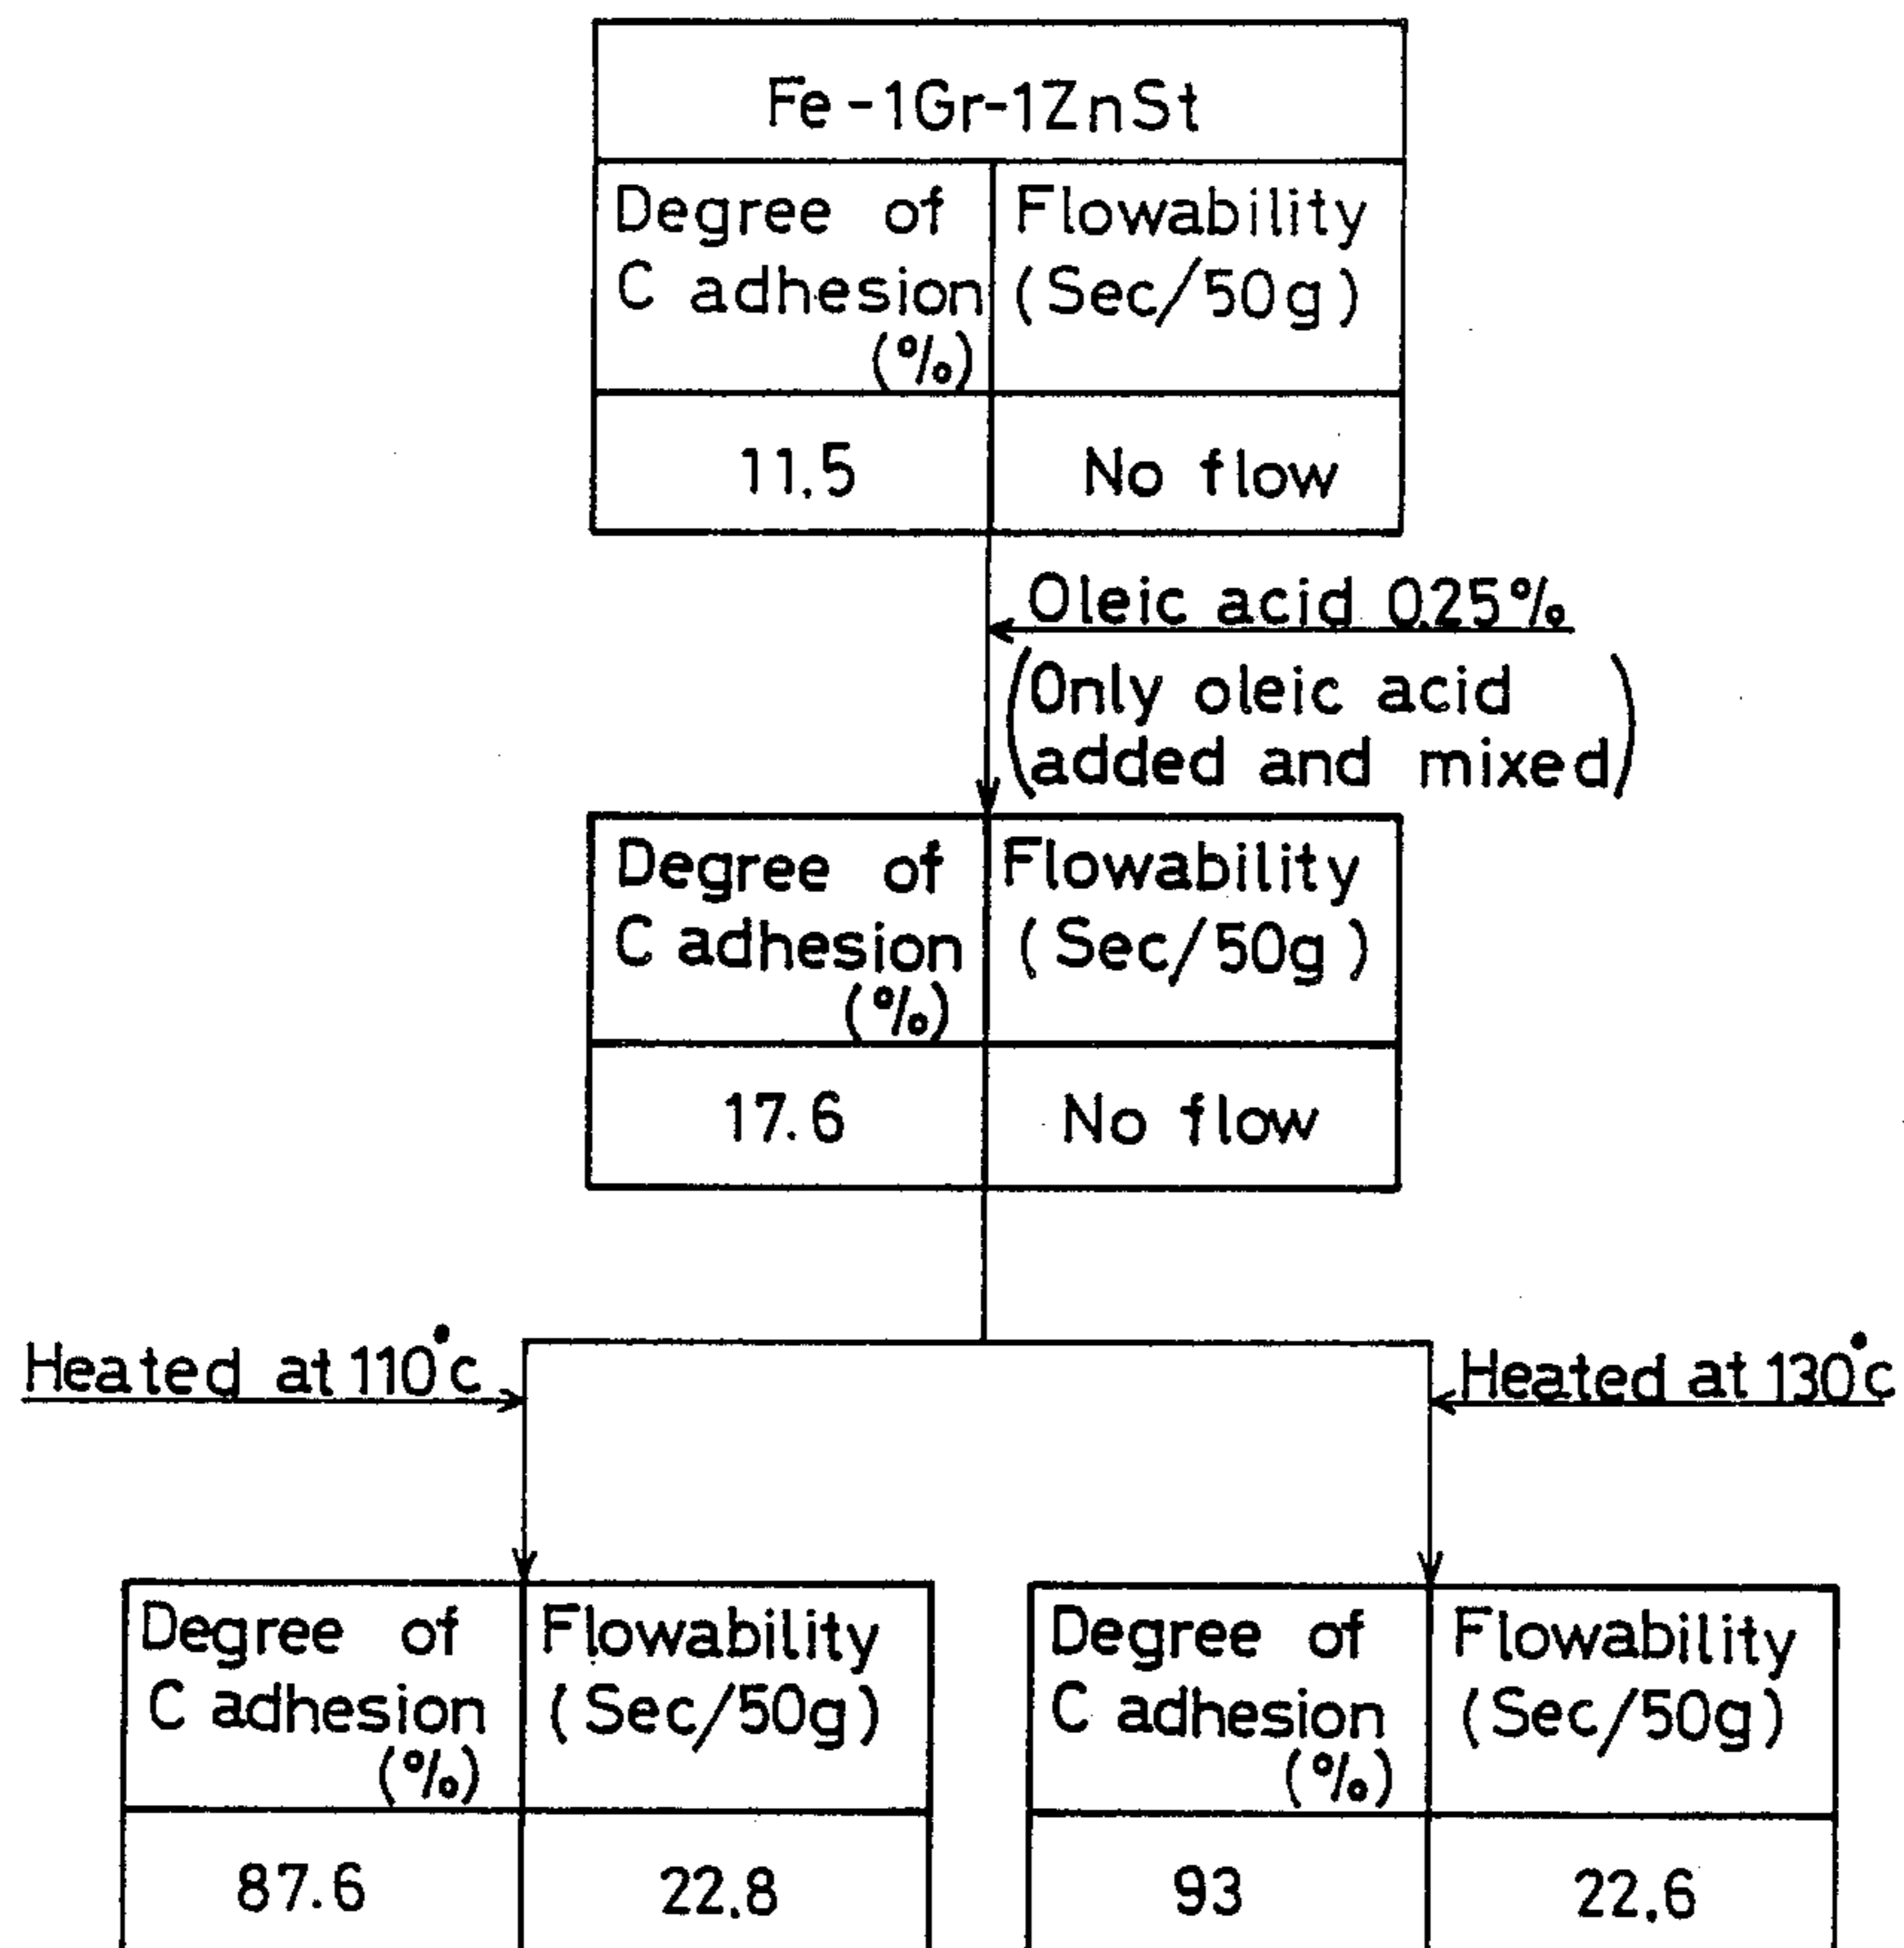 Fe-1Gr-1ZnSt
Degree of
C adhesion
(%)
Flowability
(Sec/50g)
11.5
No flow
Oleic acid 0.25%
(Only oleic acid
added and mixed)
Degree of
C adhesion
(%)
Flowability
(Sec/50g)
17.6
No flow
Heated at 110°c
Heated at 130°c
Degree of
C adhesion
(%)
Flowability
(Sec/50g)
87.6
22.8
Degree of
C adhesion
(%)
Flowability
(Sec/50g)
93
22.6